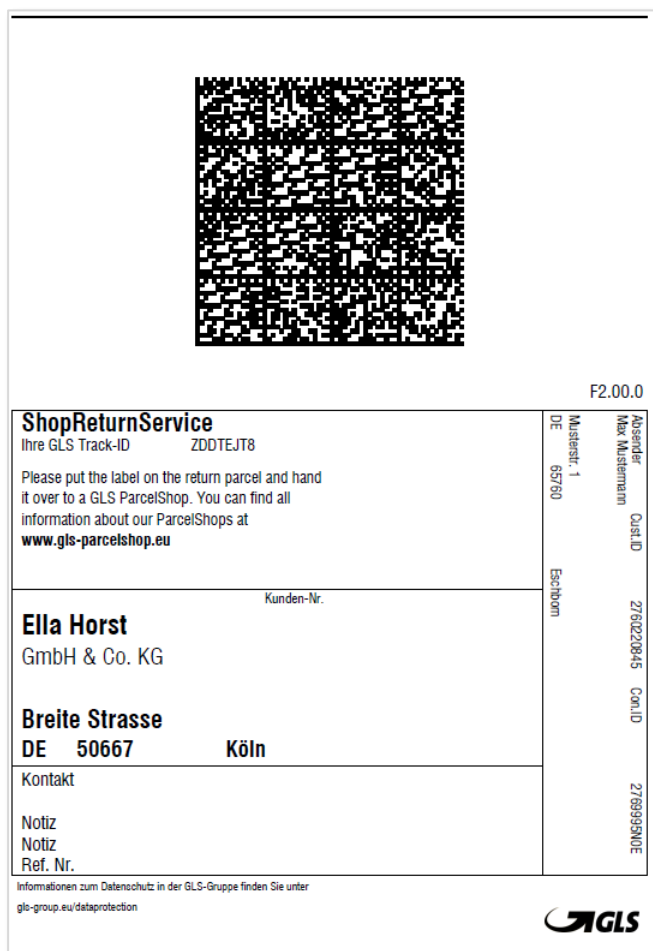 F2.00.0
ShopReturnService
Ihre GLS Track-ID ZDDTEJT8
Please put the label on the return parcel and hand
it over to a GLS ParcelShop. You can find all
information about our ParcelShops at
www.gls-parcelshop.eu
Kunden-Nr.
Ella Horst
GmbH & Co. KG
Breite Strasse
DE 50667 Köln
Kontakt
Notiz
Notiz
Ref. Nr.
Absender Cust.ID 2760220845 Con.ID 2769995N0E
Max Mustermann
Musterstr. 1
DE 65760 Eschborn
Informationen zum Datenschutz in der GLS-Gruppe finden Sie unter
gls-group.eu/dataprotection
GLS